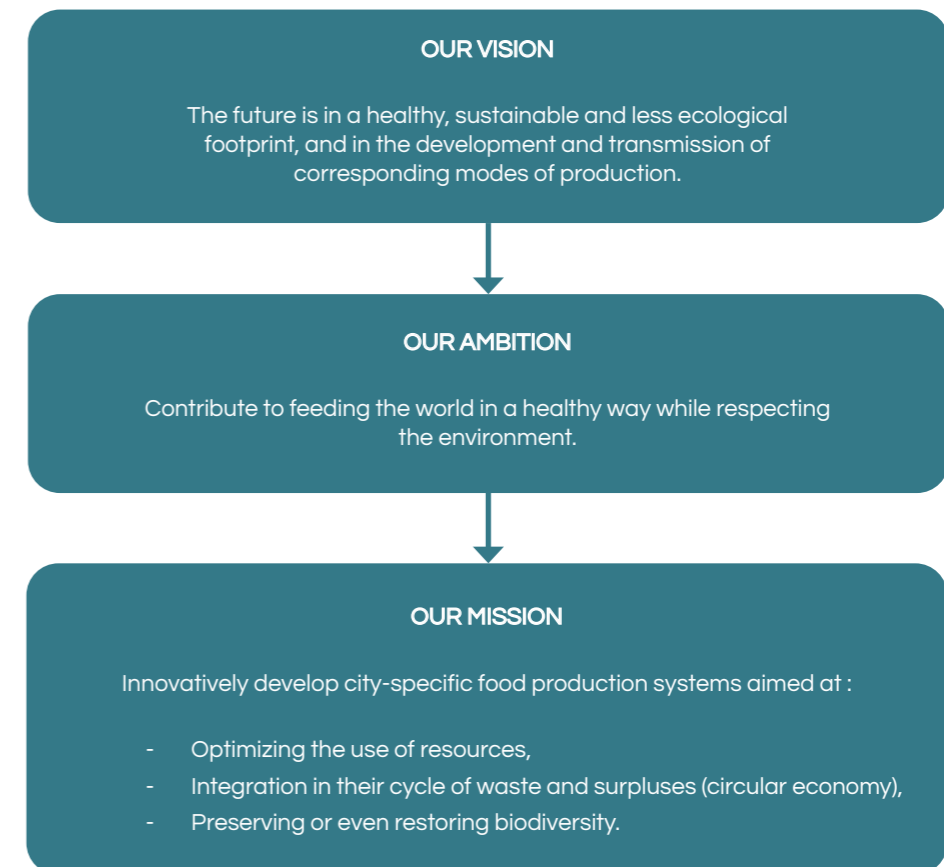 OUR VISION
The future is in a healthy, sustainable and less ecological
footprint, and in the development and transmission of
corresponding modes of production.
OUR AMBITION
Contribute to feeding the world in a healthy way while respecting
the environment.
OUR MISSION
Innovatively develop city-specific food production systems aimed at :
- Optimizing the use of resources,
- Integration in their cycle of waste and surpluses (circular economy),
- Preserving or even restoring biodiversity.